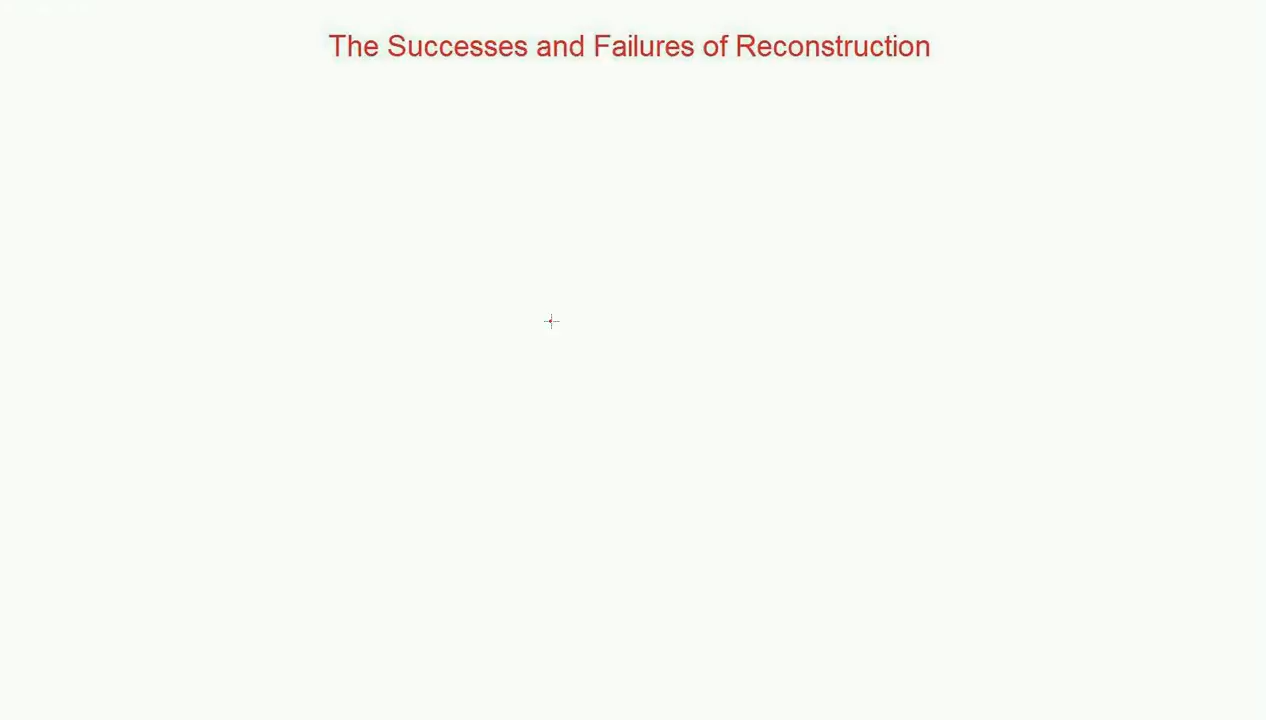 The Successes and Failures of Reconstruction